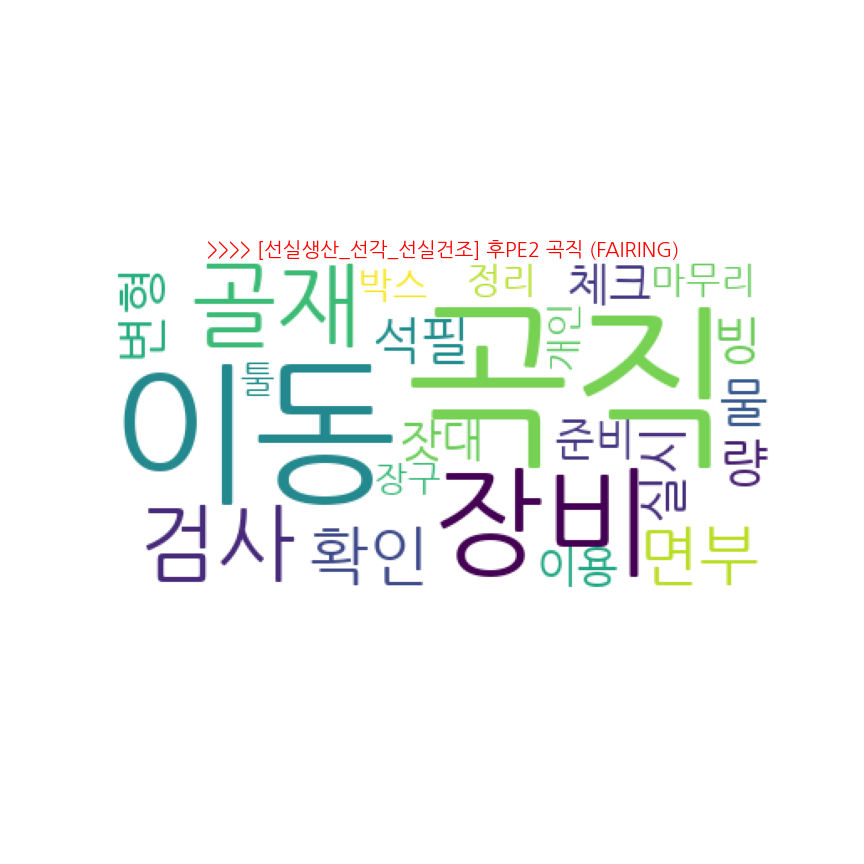 >>>> [선실생산_선각_선실건조] 후PE2 곡직 (FAIRING)
변형
골재
박스
정리
체크
마무리
석필
개인
빙
이동
툴
곡직
물
잣대
준비
실시
량
장구
장비
검사
확인
이용
면부